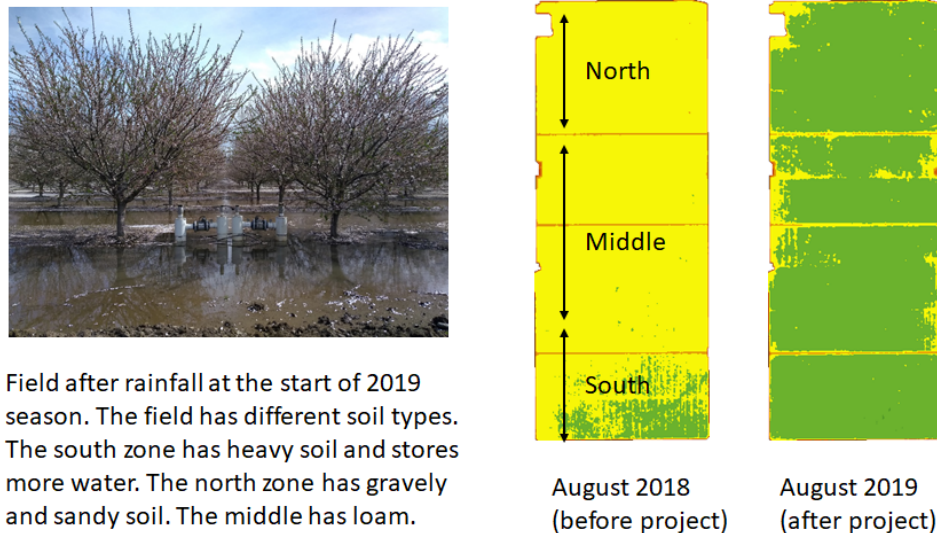 North
Middle
South
Field after rainfall at the start of 2019
season. The field has different soil types.
The south zone has heavy soil and stores
more water. The north zone has gravely
and sandy soil. The middle has loam.
August 2018
(before project)
August 2019
(after project)